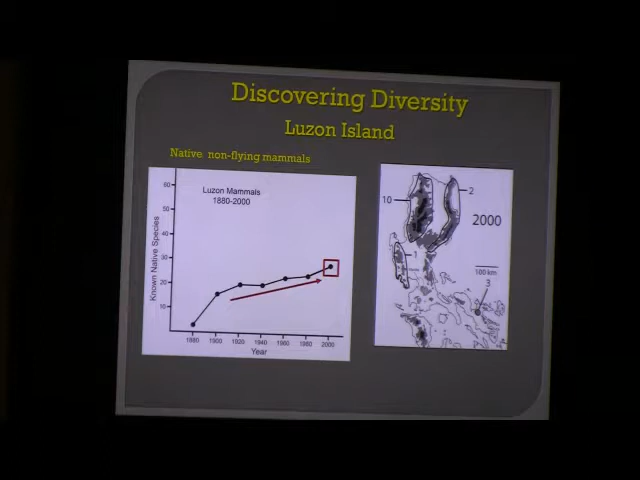 Discovering Diversity
Luzon Island
Native non-flying mammals
Luzon Mammals
1880-2000
Known Native Species
60
50
40
30
20
10
1880 1900 1920 1940 1960 1980 2000
Year
10
2
2000
1
100 km
3